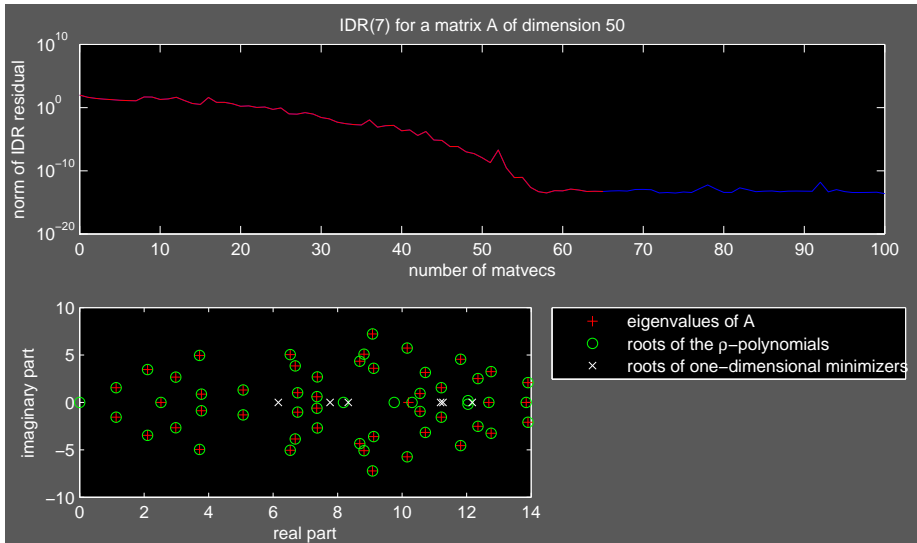 IDR(7) for a matrix A of dimension 50
norm of IDR residual
10^10
10^0
10^−10
10^−20
0 10 20 30 40 50 60 70 80 90 100
number of matvecs
imaginary part
10
5
0
−5
−10
0 2 4 6 8 10 12 14
real part
eigenvalues of A
roots of the ρ−polynomials
roots of one−dimensional minimizers